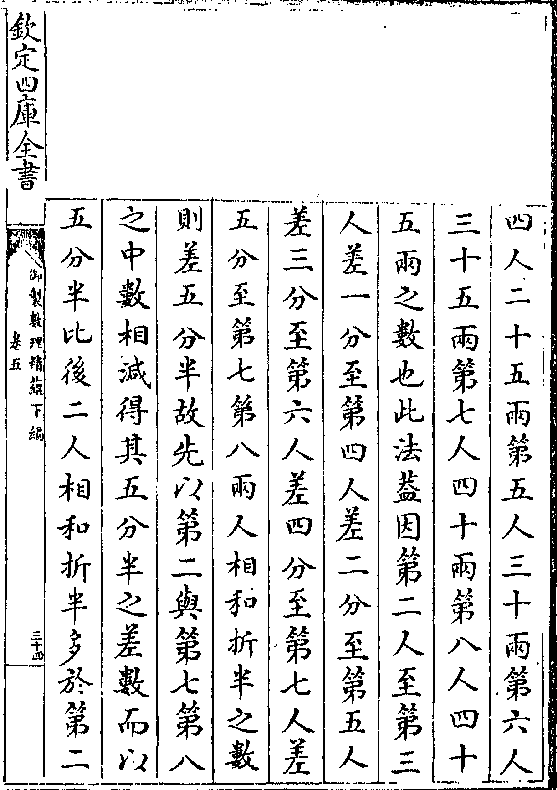 四人二十五兩第五人三十兩第六人
三十五兩第七人四十兩第八人四十
五兩之數也此法葢因第二人至第三
人差一分至第四人差二分至第五人
差三分至第六人差四分至第七人差
五分至第七第八兩人相和折半之數
則差五分半故先以第二與第七第八
之中數相減得其五分半之差數而以
五分半比後二人相和折半多於第二
欽定四庫全書
御製數理精藴下編
卷五
三十四